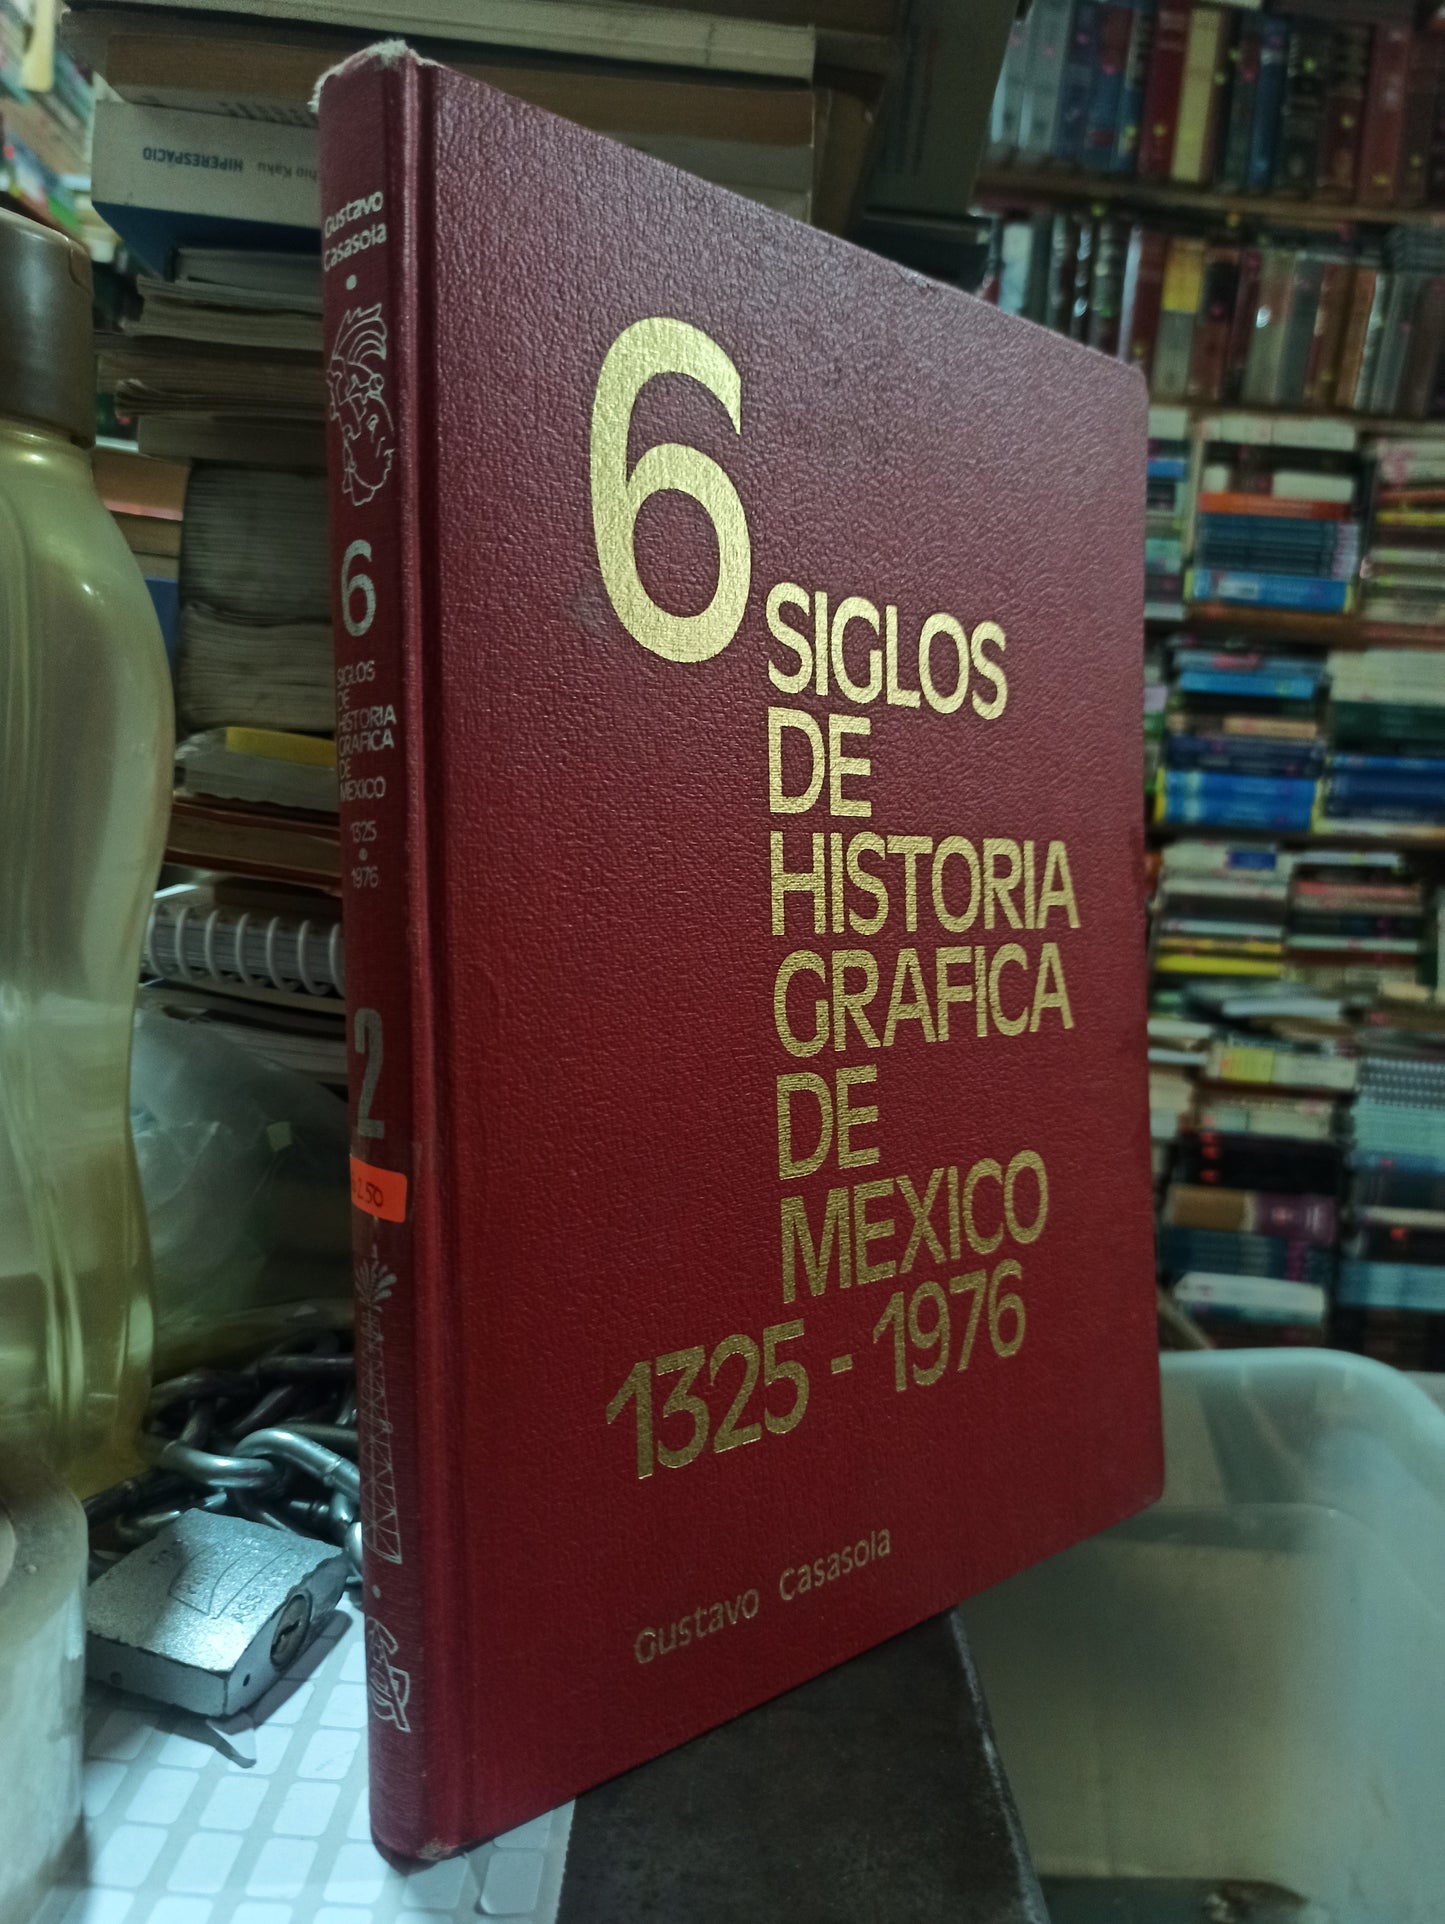 6
SIGLOS
DE
HISTORIA
GRAFICA
DE
MEXICO
1325 - 1976
Gustavo Casasola
Gustavo
Casasola
6
SIGLOS
DE
HISTORIA
GRAFICA
DE
MEXICO
1325
1976
2
HIPERESPACIO
Kaku